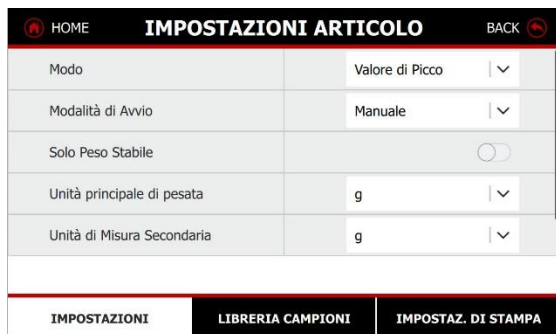 HOME IMPOSTAZIONI ARTICOLO BACK
Modo Valore di Picco
Modalità di Avvio Manuale
Solo Peso Stabile
Unità principale di pesata g
Unità di Misura Secondaria g
IMPOSTAZIONI LIBRERIA CAMPIONI IMPOSTAZ. DI STAMPA